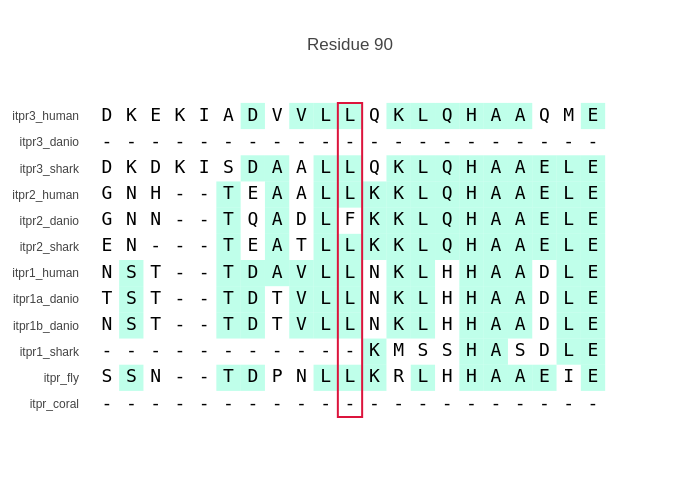 Residue 90
itpr3_human D K E K I A D V V L L Q K L Q H A A Q M E
itpr3_danio - - - - - - - - - - - - - - - - - - - - -
itpr3_shark D K D K I S D A A L L Q K L Q H A A E L E
itpr2_human G N H - - T E A A L L K K L Q H A A E L E
itpr2_danio G N N - - T Q A D L F K K L Q H A A E L E
itpr2_shark E N - - - T E A T L L K K L Q H A A E L E
itpr1_human N S T - - T D A V L L N K L H H A A D L E
itpr1a_danio T S T - - T D T V L L N K L H H A A D L E
itpr1b_danio N S T - - T D T V L L N K L H H A A D L E
itpr1_shark - - - - - - - - - - - K M S S H A S D L E
itpr_fly S S N - - T D P N L L K R L H H A A E I E
itpr_coral - - - - - - - - - - - - - - - - - - - - -